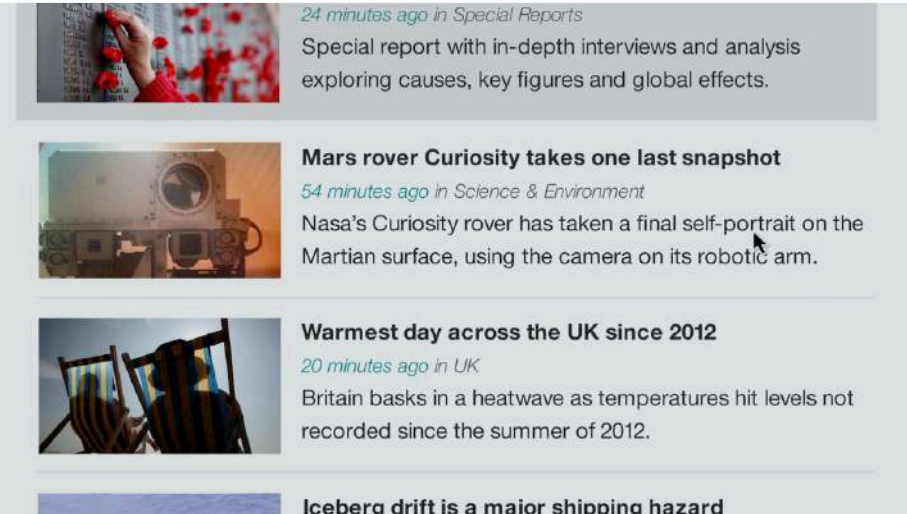 24 minutes ago in Special Reports
Special report with in-depth interviews and analysis
exploring causes, key figures and global effects.
Mars rover Curiosity takes one last snapshot
54 minutes ago in Science & Environment
Nasa's Curiosity rover has taken a final self-portrait on the
Martian surface, using the camera on its robotic arm.
Warmest day across the UK since 2012
20 minutes ago in UK
Britain basks in a heatwave as temperatures hit levels not
recorded since the summer of 2012.
Iceberg drift is a major shipping hazard